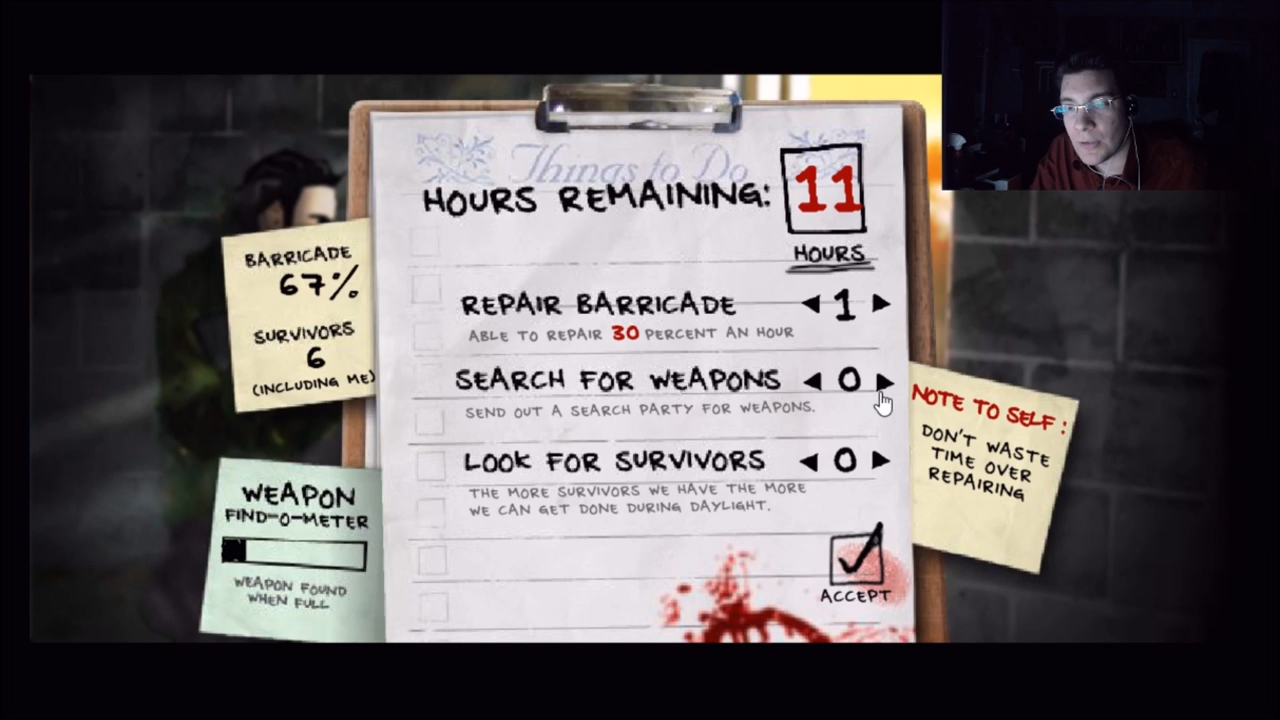 Things to Do
HOURS REMAINING: 11
HOURS
BARRICADE
67%
SURVIVORS
6
(INCLUDING ME)
REPAIR BARRICADE 1
ABLE TO REPAIR 30 PERCENT AN HOUR
SEARCH FOR WEAPONS 0
SEND OUT A SEARCH PARTY FOR WEAPONS.
NOTE TO SELF:
DON'T WASTE
TIME OVER
REPAIRING
LOOK FOR SURVIVORS 0
THE MORE SURVIVORS WE HAVE THE MORE
WE CAN GET DONE DURING DAYLIGHT.
WEAPON
FIND-O-METER
WEAPON FOUND
WHEN FULL
ACCEPT